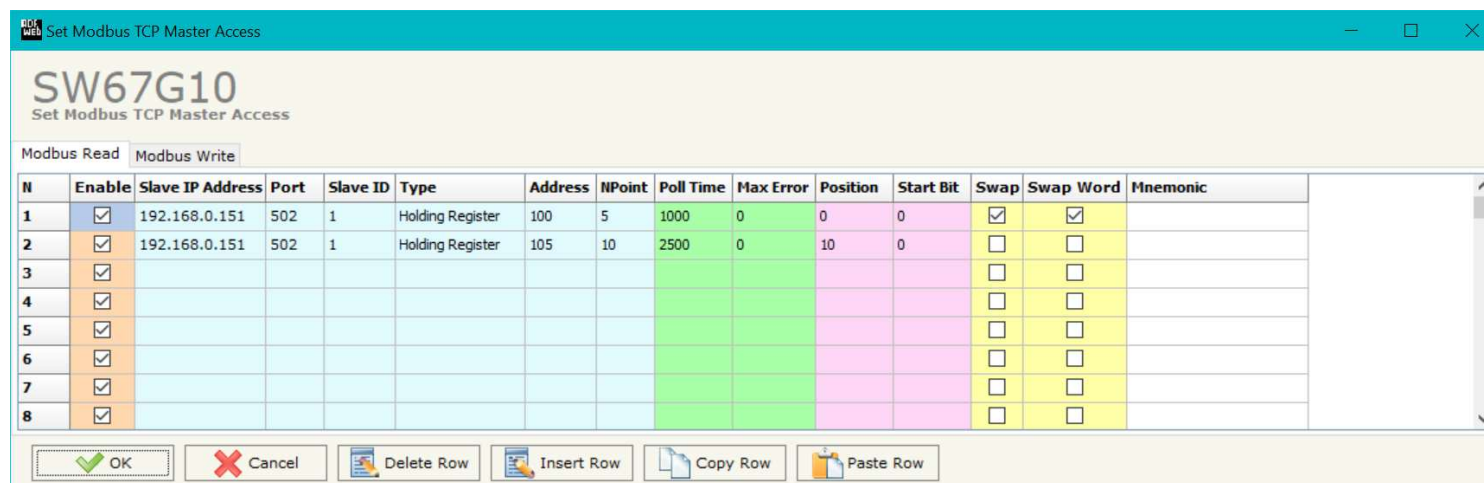 ADF WEB Set Modbus TCP Master Access
SW67G10
Set Modbus TCP Master Access
Modbus Read Modbus Write
N Enable Slave IP Address Port Slave ID Type Address NPoint Poll Time Max Error Position Start Bit Swap Swap Word Mnemonic
1 192.168.0.151 502 1 Holding Register 100 5 1000 0 0 0
2 192.168.0.151 502 1 Holding Register 105 10 2500 0 10 0
3
4
5
6
7
8
OK Cancel Delete Row Insert Row Copy Row Paste Row